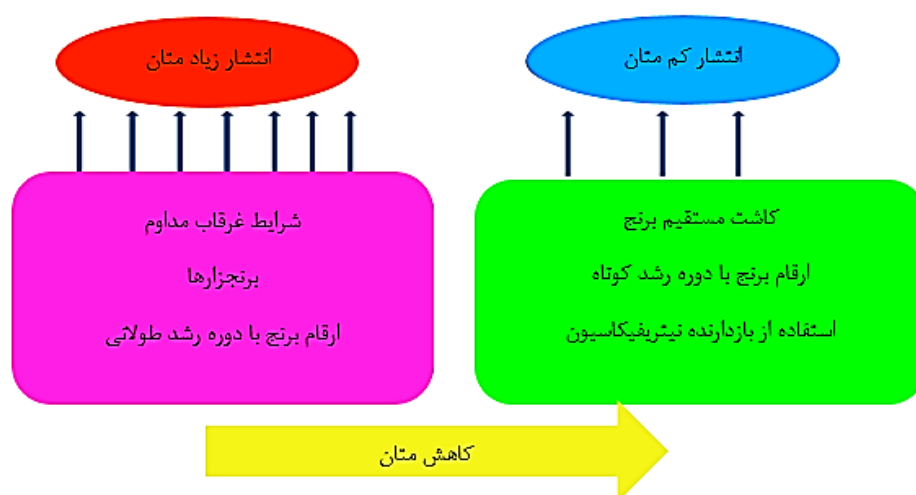 انتشار زیاد متان
انتشار کم متان
شرایط غرقاب مداوم
برنجزارها
ارقام برنج با دوره رشد طولانی
کاشت مستقیم برنج
ارقام برنج با دوره رشد کوتاه
استفاده از بازدارنده نیتریفیکاسیون
کاهش متان